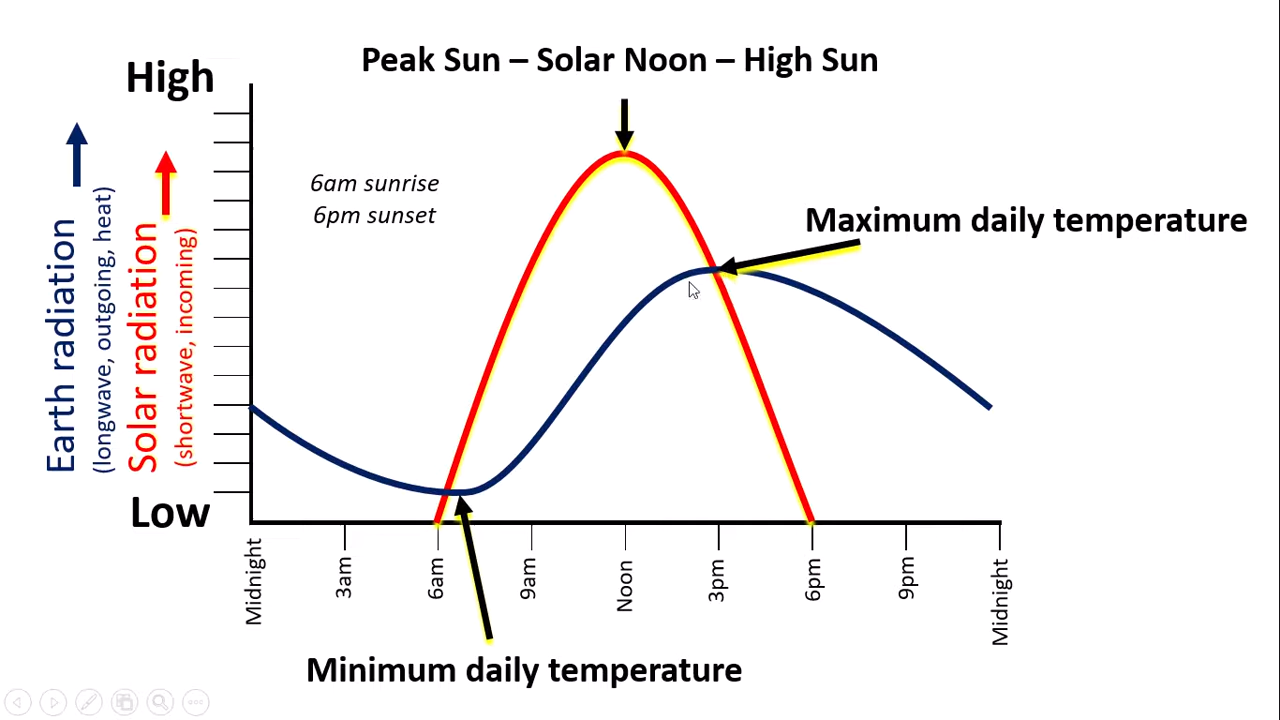 Peak Sun – Solar Noon – High Sun
High
6am sunrise
6pm sunset
Maximum daily temperature
Earth radiation
(longwave, outgoing, heat)
Solar radiation
(shortwave, incoming)
Low
Midnight
3am
6am
9am
Noon
3pm
6pm
9pm
Midnight
Minimum daily temperature